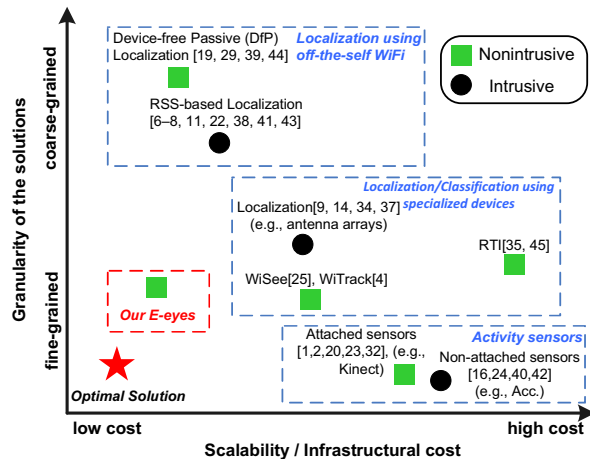 Device-free Passive (DfP)
Localization [19, 29, 39, 44]
Localization using
off-the-self WiFi
RSS-based Localization
[6–8, 11, 22, 38, 41, 43]
Nonintrusive
Intrusive
Localization/Classification using
specialized devices
Localization[9, 14, 34, 37]
(e.g., antenna arrays)
RTI[35, 45]
WiSee[25], WiTrack[4]
Our E-eyes
Attached sensors
[1,2,20,23,32], (e.g.,
Kinect)
Activity sensors
Non-attached sensors
[16,24,40,42]
(e.g., Acc.)
Optimal Solution
Granularity of the solutions
coarse-grained
fine-grained
low cost
high cost
Scalability / Infrastructural cost